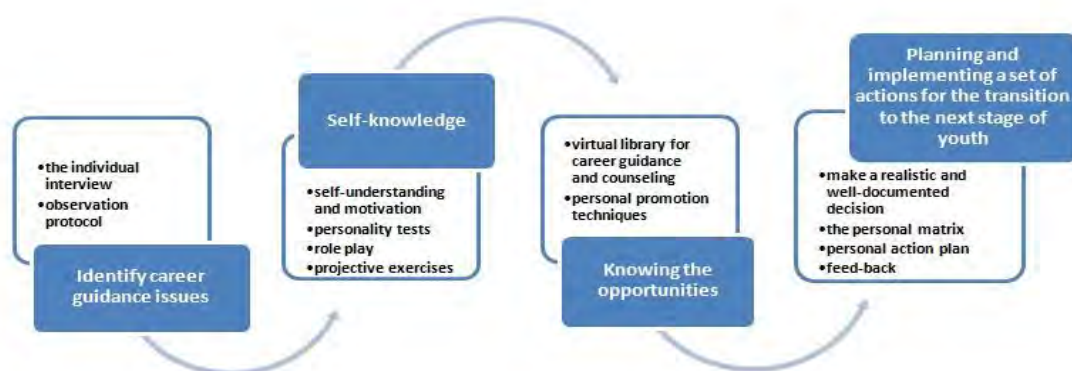 •the individual
interview
•observation
protocol
Identify career
guidance issues
Self-knowledge
•self-understanding
and motivation
•personality tests
•role play
•projective exercises
•virtual library for
career guidance
and counseling
•personal promotion
techniques
Knowing the
opportunities
Planning and
implementing a set of
actions for the transition
to the next stage of
youth
•make a realistic and
well-documented
decision
•the personal matrix
•personal action plan
•feed-back